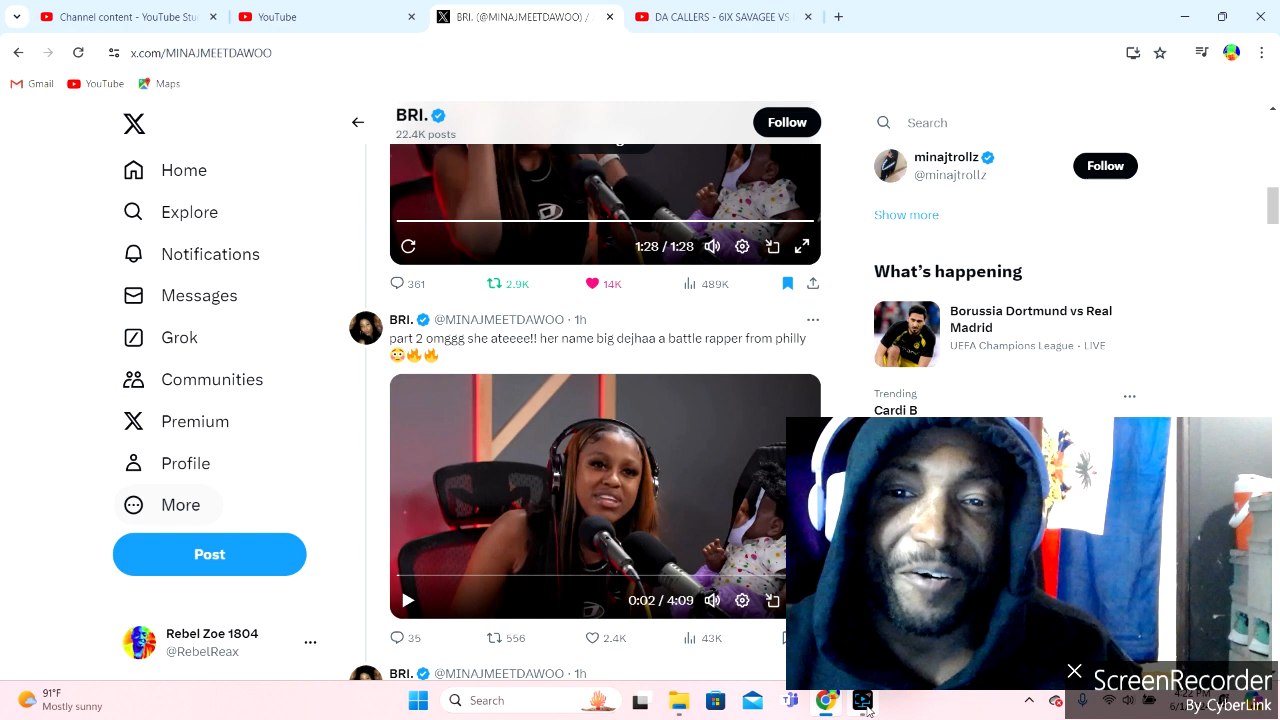 Content - YouTube Stu
YouTube
BRI. (@MINAJMEETDAWOO) /
DA CALLERS - 6IX SAVAGEE VS
x.com/MINAJMEETDAWOO
Gmail
YouTube
Maps
Home
Explore
Notifications
Messages
Grok
Communities
Premium
Profile
More
Post
Rebel Zoe 1804
@RebelReax
BRI.
22.4K posts
Follow
1:28 / 1:28
361
2.9K
14K
489K
BRI. @MINAJMEETDAWOO · 1h
part 2 omggg she ateeee!! her name big dejhaa a battle rapper from philly
😳🔥🔥
0:02 / 4:09
35
556
2.4K
43K
BRI. @MINAJMEETDAWOO · 1h
Search
minajtrollz
@minajtrollz
Follow
Show more
What's happening
Borussia Dortmund vs Real
Madrid
UEFA Champions League · LIVE
Trending
Cardi B
ScreenRecorder
By CyberLink
91°F
Mostly sunny
Search
4:22 PM